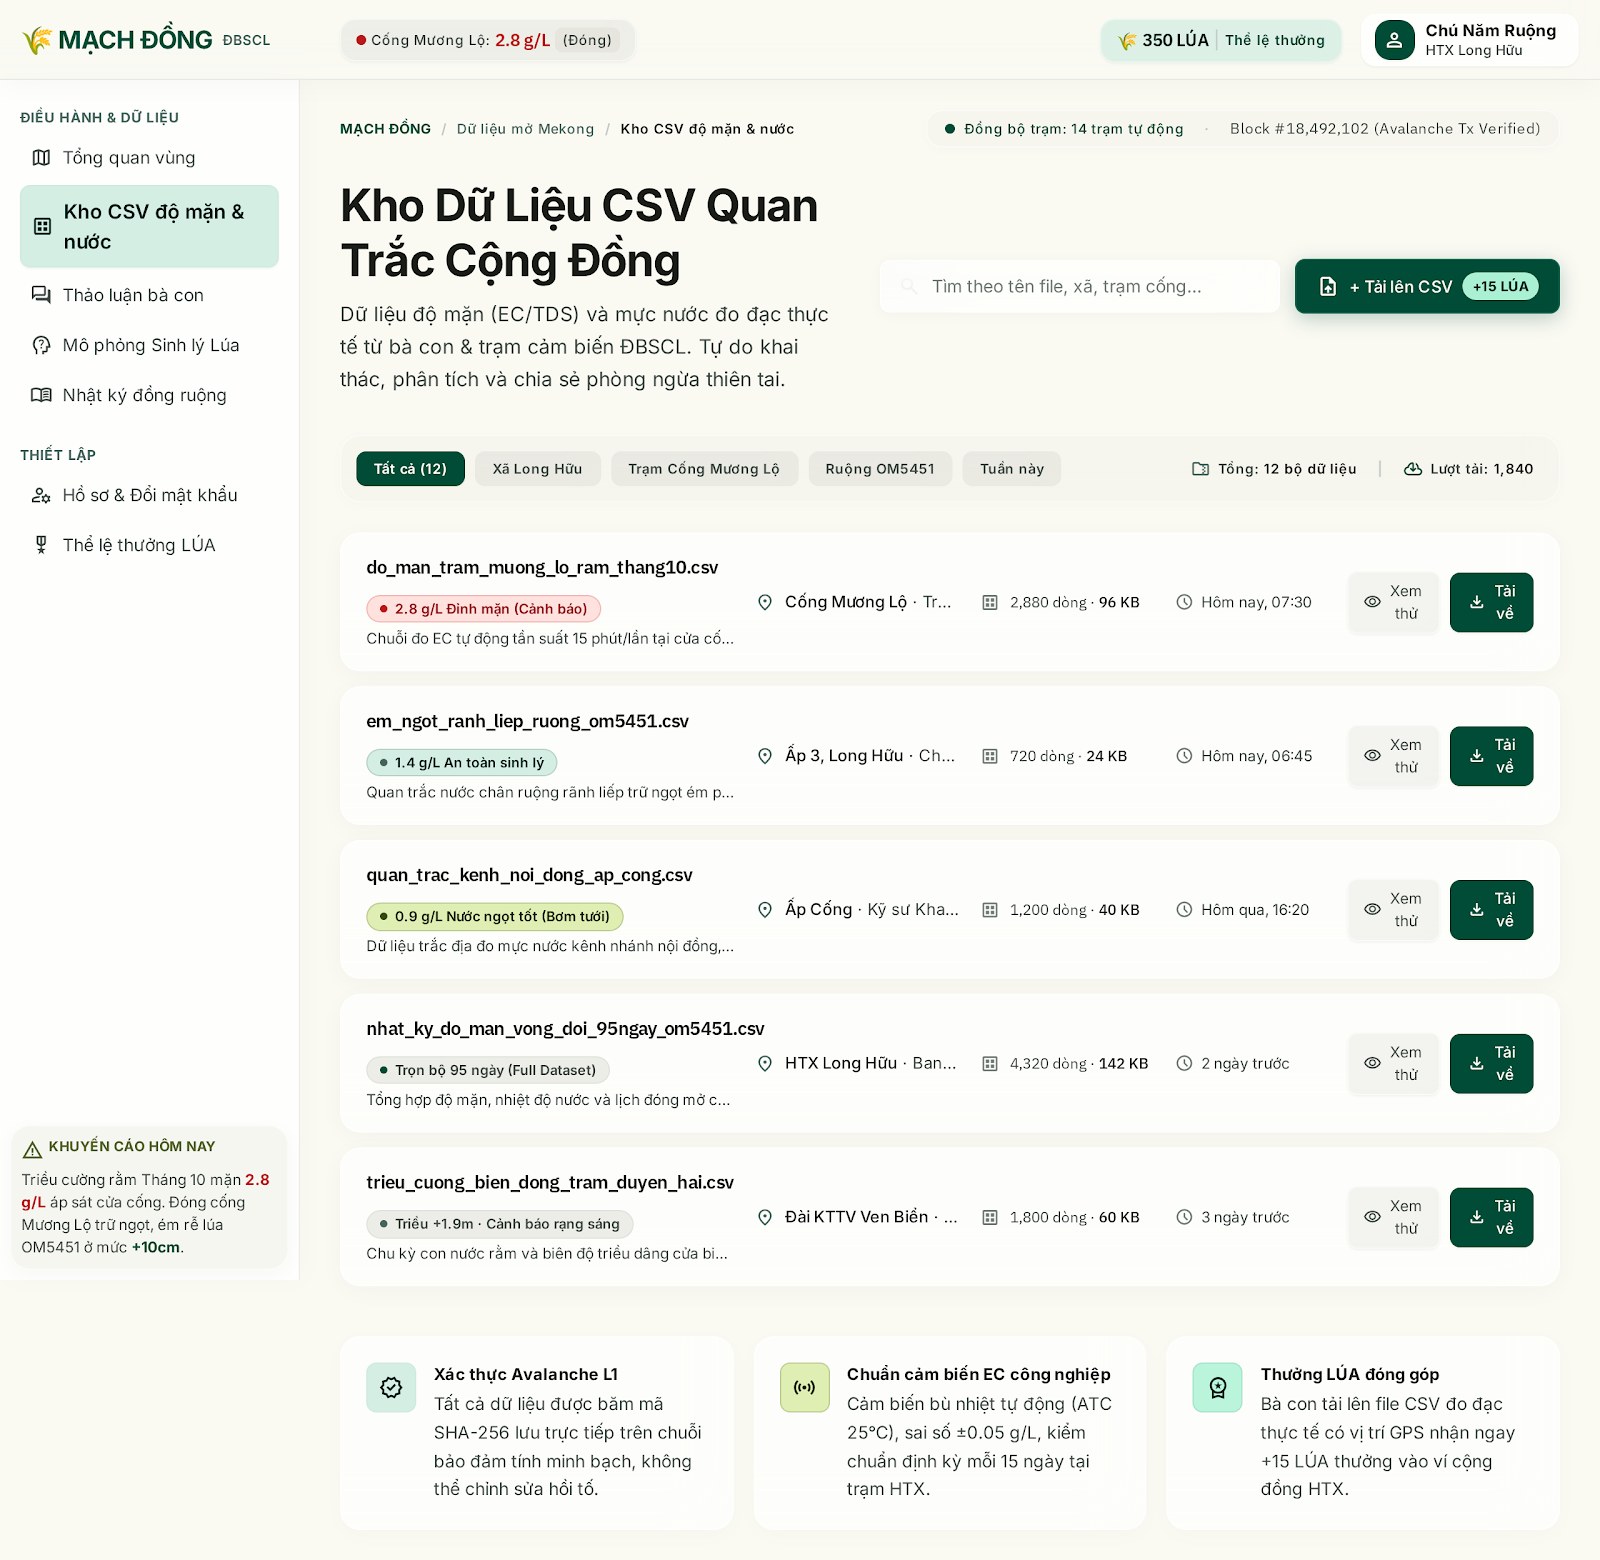 MẠCH ĐỒNG ĐBSCL
Cống Mương Lộ: 2.8 g/L (Đóng)
350 LÚA | Thể lệ thưởng
Chú Năm Ruộng
HTX Long Hữu
ĐIỀU HÀNH & DỮ LIỆU
Tổng quan vùng
Kho CSV độ mặn &
nước
Thảo luận bà con
Mô phỏng Sinh lý Lúa
Nhật ký đồng ruộng
THIẾT LẬP
Hồ sơ & Đổi mật khẩu
Thể lệ thưởng LÚA
KHUYẾN CÁO HÔM NAY
Triều cường rằm Tháng 10 mặn 2.8
g/L áp sát cửa cống. Đóng cống
Mương Lộ trữ ngọt, ém rễ lúa
OM5451 ở mức +10cm.
MẠCH ĐỒNG / Dữ liệu mở Mekong / Kho CSV độ mặn & nước
Đồng bộ trạm: 14 trạm tự động · Block #18,492,102 (Avalanche Tx Verified)
Kho Dữ Liệu CSV Quan
Trắc Cộng Đồng
Dữ liệu độ mặn (EC/TDS) và mực nước đo đạc thực
tế từ bà con & trạm cảm biến ĐBSCL. Tự do khai
thác, phân tích và chia sẻ phòng ngừa thiên tai.
Tìm theo tên file, xã, trạm cống...
+ Tải lên CSV +15 LÚA
Tất cả (12)
Xã Long Hữu
Trạm Cống Mương Lộ
Ruộng OM5451
Tuần này
Tổng: 12 bộ dữ liệu | Lượt tải: 1,840
do_man_tram_muong_lo_ram_thang10.csv
2.8 g/L Đỉnh mặn (Cảnh báo)
Chuỗi đo EC tự động tần suất 15 phút/lần tại cửa cố...
Cống Mương Lộ · Tr...
2,880 dòng · 96 KB
Hôm nay, 07:30
Xem
thử
Tải
về
em_ngot_ranh_liep_ruong_om5451.csv
1.4 g/L An toàn sinh lý
Quan trắc nước chân ruộng rãnh liếp trữ ngọt ém p...
Ấp 3, Long Hữu · Ch...
720 dòng · 24 KB
Hôm nay, 06:45
Xem
thử
Tải
về
quan_trac_kenh_noi_dong_ap_cong.csv
0.9 g/L Nước ngọt tốt (Bơm tưới)
Dữ liệu trắc địa đo mực nước kênh nhánh nội đồng,...
Ấp Cống · Kỹ sư Kha...
1,200 dòng · 40 KB
Hôm qua, 16:20
Xem
thử
Tải
về
nhat_ky_do_man_vong_doi_95ngay_om5451.csv
Trọn bộ 95 ngày (Full Dataset)
Tổng hợp độ mặn, nhiệt độ nước và lịch đóng mở c...
HTX Long Hữu · Ban...
4,320 dòng · 142 KB
2 ngày trước
Xem
thử
Tải
về
trieu_cuong_bien_dong_tram_duyen_hai.csv
Triều +1.9m · Cảnh báo rạng sáng
Chu kỳ con nước rằm và biên độ triều dâng cửa bi...
Đài KTTV Ven Biển · ...
1,800 dòng · 60 KB
3 ngày trước
Xem
thử
Tải
về
Xác thực Avalanche L1
Tất cả dữ liệu được băm mã
SHA-256 lưu trực tiếp trên chuỗi
bảo đảm tính minh bạch, không
thể chỉnh sửa hồi tố.
Chuẩn cảm biến EC công nghiệp
Cảm biến bù nhiệt tự động (ATC
25°C), sai số ±0.05 g/L, kiểm
chuẩn định kỳ mỗi 15 ngày tại
trạm HTX.
Thưởng LÚA đóng góp
Bà con tải lên file CSV đo đạc
thực tế có vị trí GPS nhận ngay
+15 LÚA thưởng vào ví cộng
đồng HTX.